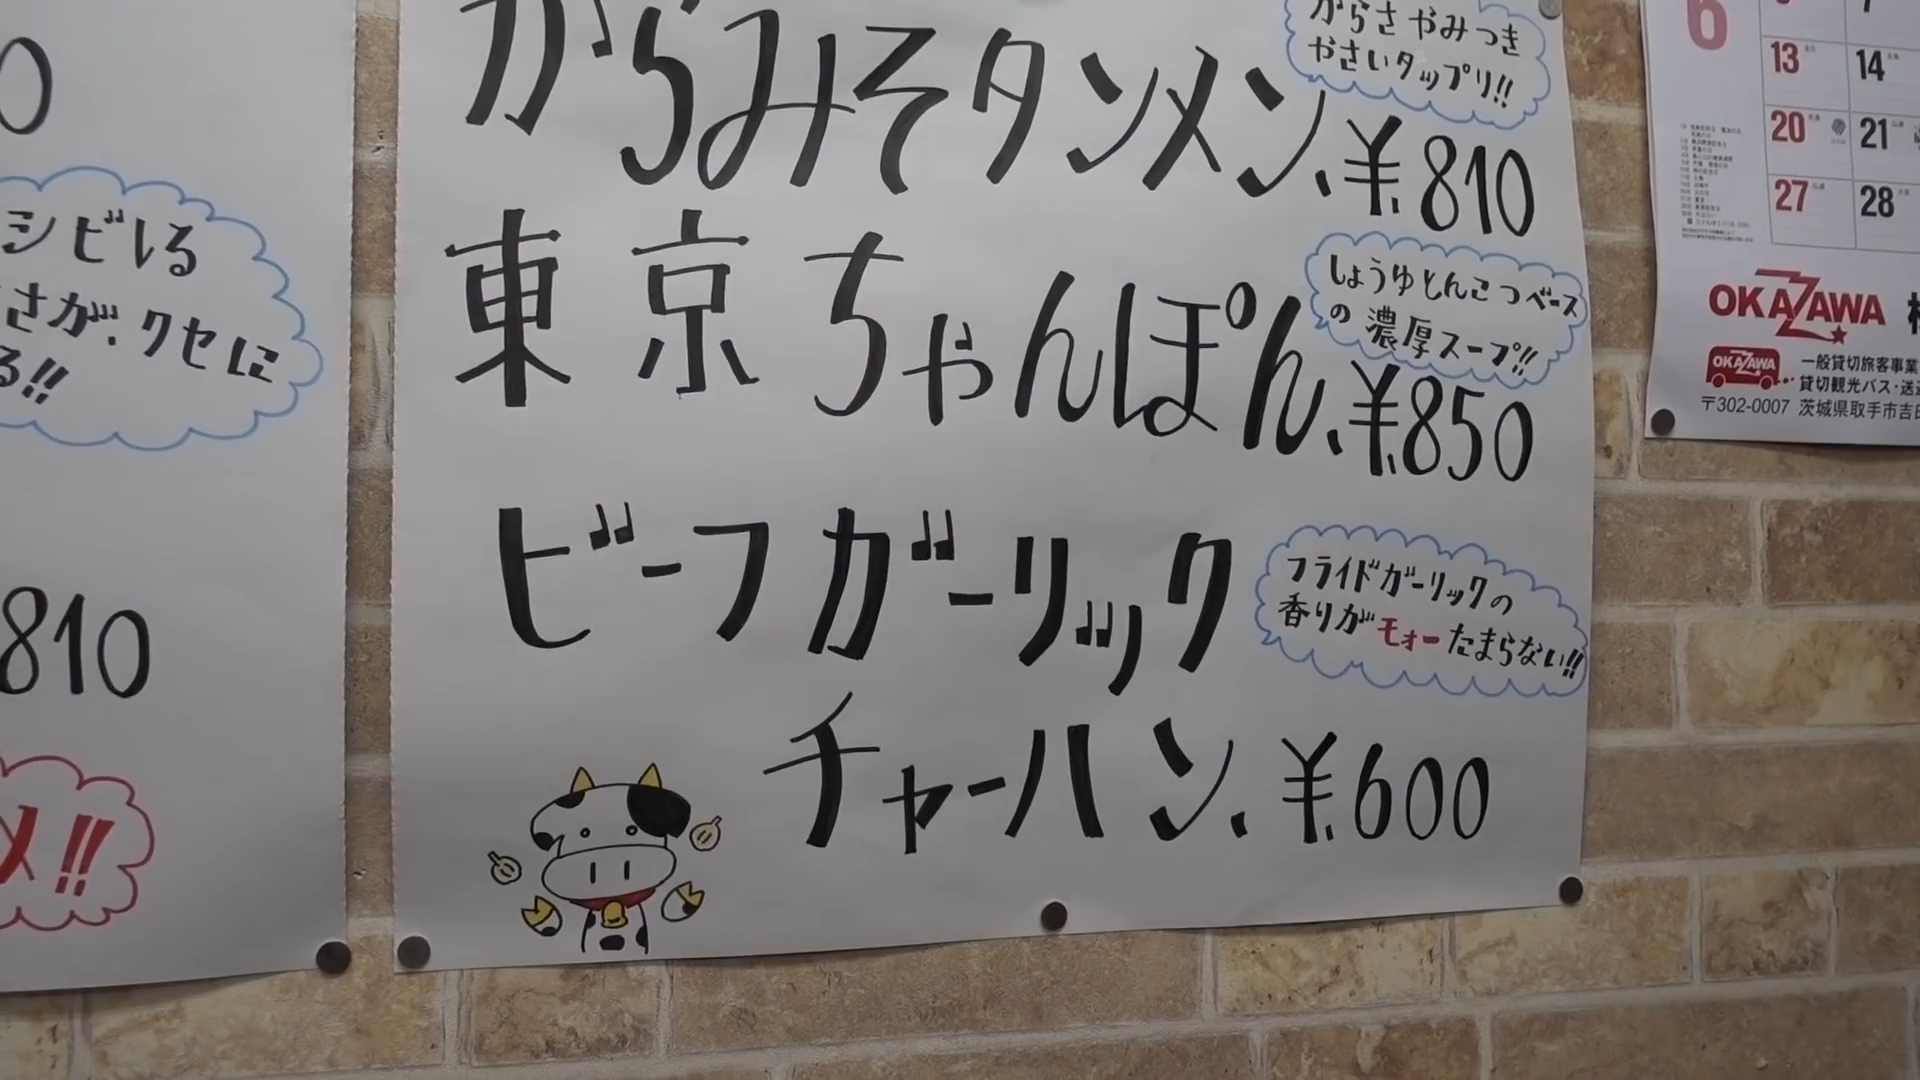 0
シビレる
さが、クセに
る!!
810
メ!!
からみそタンメン、¥810
からさやみつき
やさいタップリ!!
東京ちゃんぽん、¥850
しょうゆとんこつベース
の濃厚スープ!!
ビーフガーリック
チャーハン、¥600
フライドガーリックの
香りがモォーたまらない!!
6
7
13 14
20 21
27 28
OKAZAWA
OKAZAWA
一般貸切旅客事業
貸切観光バス・送迎
〒302-0007 茨城県取手市吉田